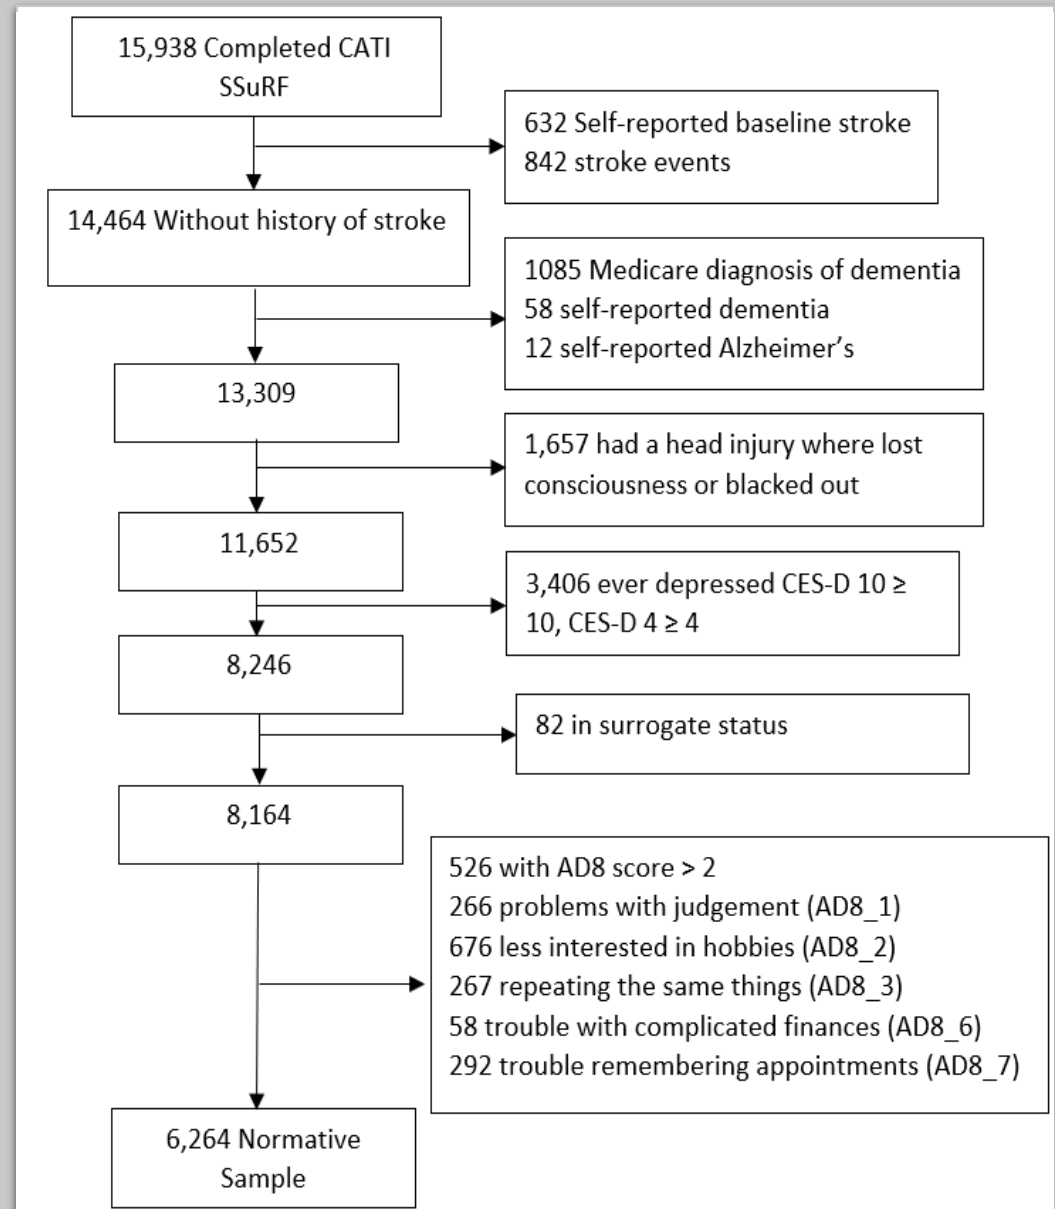 15,938 Completed CATI
SSuRF
632 Self-reported baseline stroke
842 stroke events
14,464 Without history of stroke
1085 Medicare diagnosis of dementia
58 self-reported dementia
12 self-reported Alzheimer’s
13,309
1,657 had a head injury where lost
consciousness or blacked out
11,652
3,406 ever depressed CES-D 10 ≥
10, CES-D 4 ≥ 4
8,246
82 in surrogate status
8,164
526 with AD8 score > 2
266 problems with judgement (AD8_1)
676 less interested in hobbies (AD8_2)
267 repeating the same things (AD8_3)
58 trouble with complicated finances (AD8_6)
292 trouble remembering appointments (AD8_7)
6,264 Normative
Sample